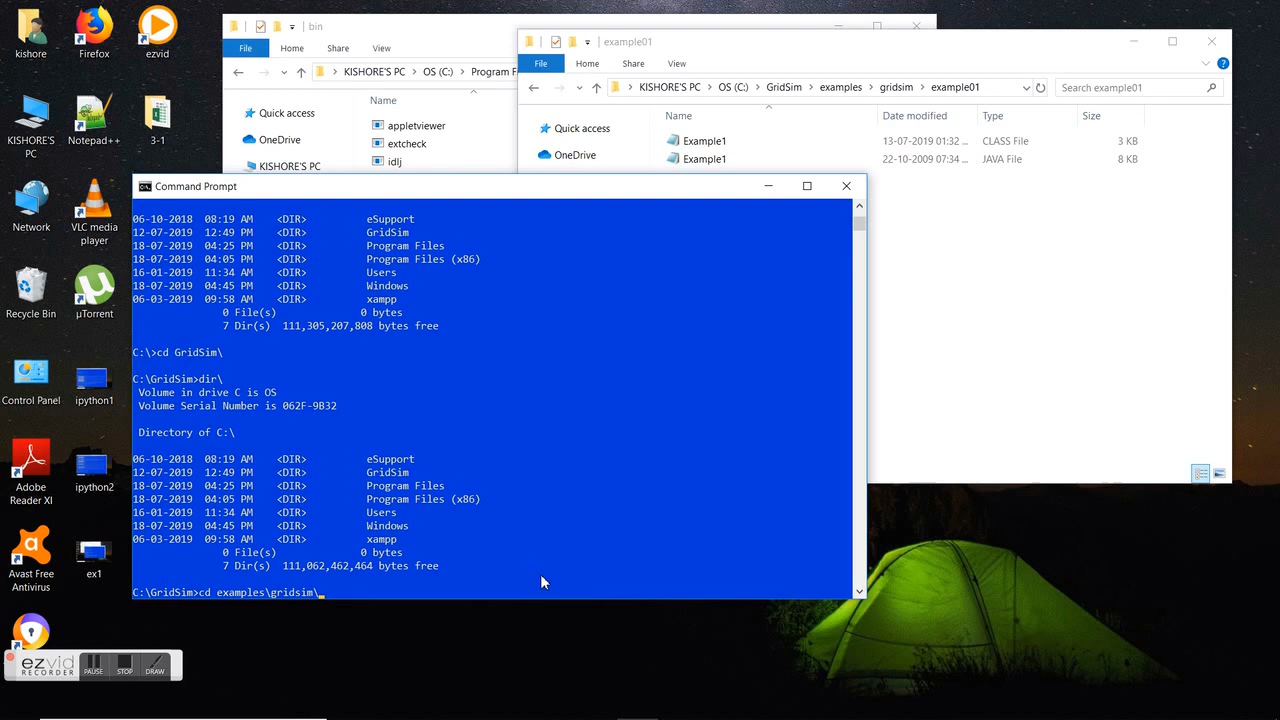 kishore
Firefox
ezvid
KISHORE'S PC
Notepad++
3-1
Network
VLC media player
Recycle Bin
µTorrent
Control Panel
ipython1
Adobe Reader XI
ipython2
Avast Free Antivirus
ex1
ezvid RECORDER
PAUSE STOP DRAW
bin
File Home Share View
KISHORE'S PC > OS (C:) > Program F
Name
Quick access
OneDrive
KISHORE'S PC
appletviewer
extcheck
idlj
example01
File Home Share View
KISHORE'S PC > OS (C:) > GridSim > examples > gridsim > example01
Search example01
Name Date modified Type Size
Quick access
OneDrive
Example1 13-07-2019 01:32 ... CLASS File 3 KB
Example1 22-10-2009 07:34 ... JAVA File 8 KB
Command Prompt
06-10-2018 08:19 AM <DIR> eSupport
12-07-2019 12:49 PM <DIR> GridSim
18-07-2019 04:25 PM <DIR> Program Files
18-07-2019 04:05 PM <DIR> Program Files (x86)
16-01-2019 11:34 AM <DIR> Users
18-07-2019 04:45 PM <DIR> Windows
06-03-2019 09:58 AM <DIR> xampp
0 File(s) 0 bytes
7 Dir(s) 111,305,207,808 bytes free
C:\>cd GridSim\
C:\GridSim>dir\
Volume in drive C is OS
Volume Serial Number is 062F-9B32
Directory of C:\
06-10-2018 08:19 AM <DIR> eSupport
12-07-2019 12:49 PM <DIR> GridSim
18-07-2019 04:25 PM <DIR> Program Files
18-07-2019 04:05 PM <DIR> Program Files (x86)
16-01-2019 11:34 AM <DIR> Users
18-07-2019 04:45 PM <DIR> Windows
06-03-2019 09:58 AM <DIR> xampp
0 File(s) 0 bytes
7 Dir(s) 111,062,462,464 bytes free
C:\GridSim>cd examples\gridsim\